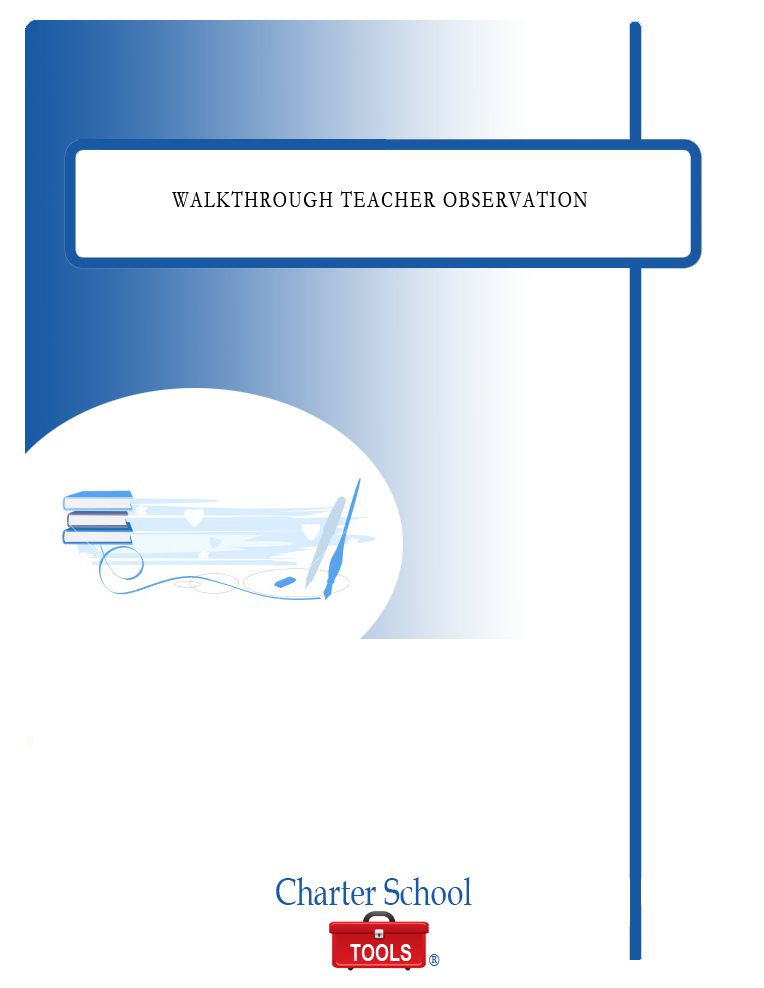 WALKTHROUGH TEACHER OBSERVATION
Charter School
TOOLS ®